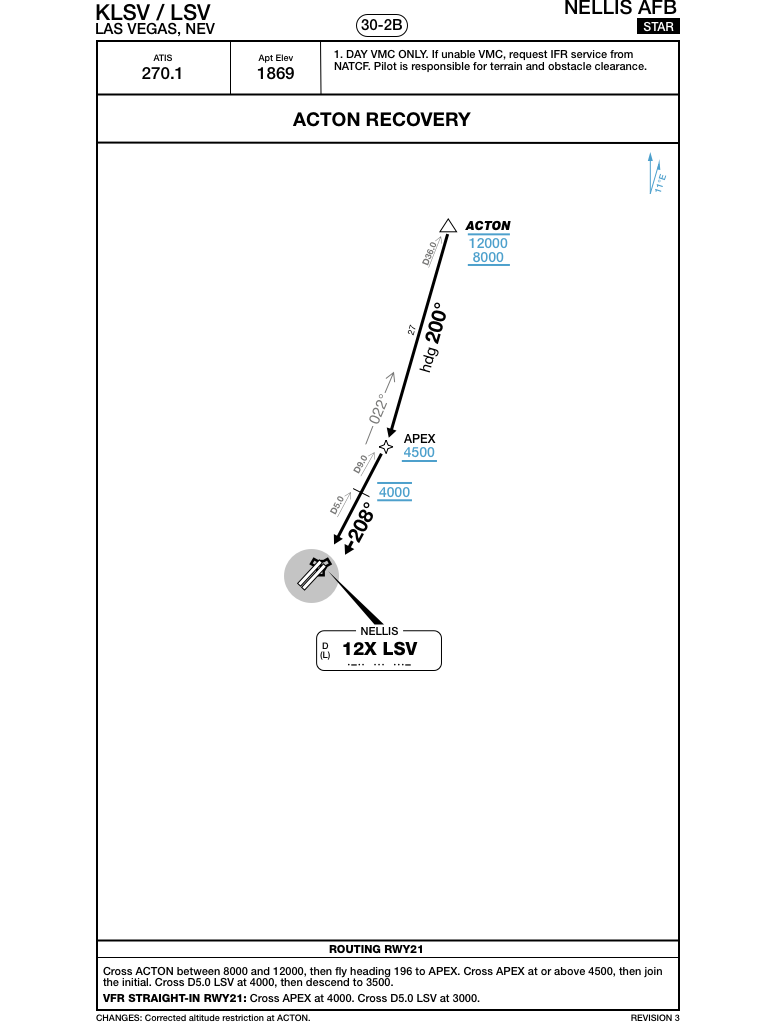 KLSV / LSV
LAS VEGAS, NEV
30-2B
NELLIS AFB
STAR
ATIS
270.1
Apt Elev
1869
1. DAY VMC ONLY. If unable VMC, request IFR service from
NATCF. Pilot is responsible for terrain and obstacle clearance.
ACTON RECOVERY
11°E
ACTON
12000
8000
D36.0
27
hdg 200°
022°
APEX
4500
D9.0
4000
D5.0
208°
NELLIS
D
(L)
12X LSV
ROUTING RWY21
Cross ACTON between 8000 and 12000, then fly heading 196 to APEX. Cross APEX at or above 4500, then join
the initial. Cross D5.0 LSV at 4000, then descend to 3500.
VFR STRAIGHT-IN RWY21: Cross APEX at 4000. Cross D5.0 LSV at 3000.
CHANGES: Corrected altitude restriction at ACTON.
REVISION 3